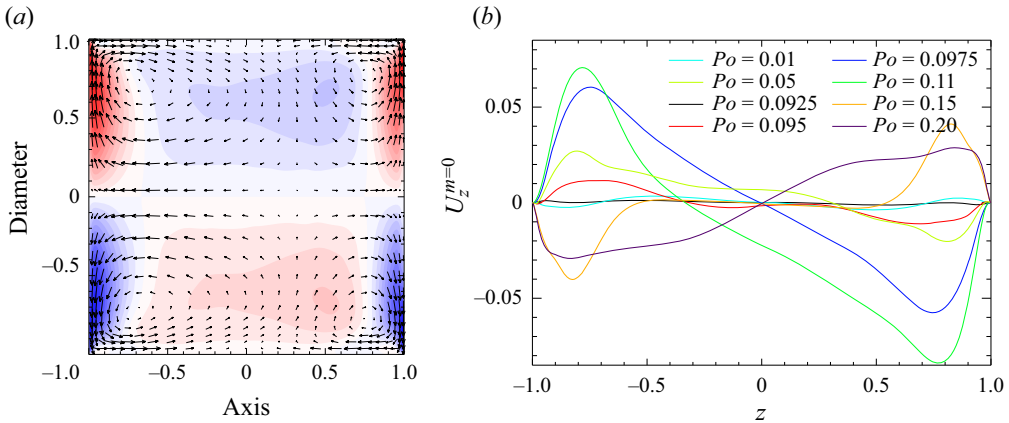 (a)
1.0
0.5
0
–0.5
–1.0
–0.5
0
0.5
1.0
Diameter
Axis
(b)
0.05
0
–0.05
–1.0
–0.5
0
0.5
1.0
U_z^{m=0}
z
Po = 0.01
Po = 0.05
Po = 0.0925
Po = 0.095
Po = 0.0975
Po = 0.11
Po = 0.15
Po = 0.20